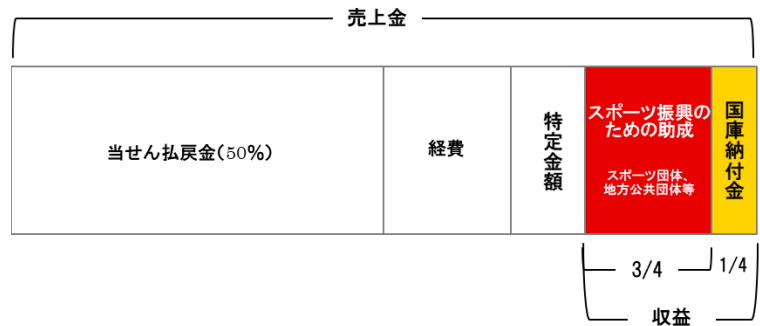 売上金
当せん払戻金(50%)
経費
特定金額
スポーツ振興の
ための助成
スポーツ団体、
地方公共団体等
国庫納付金
3/4
1/4
収益